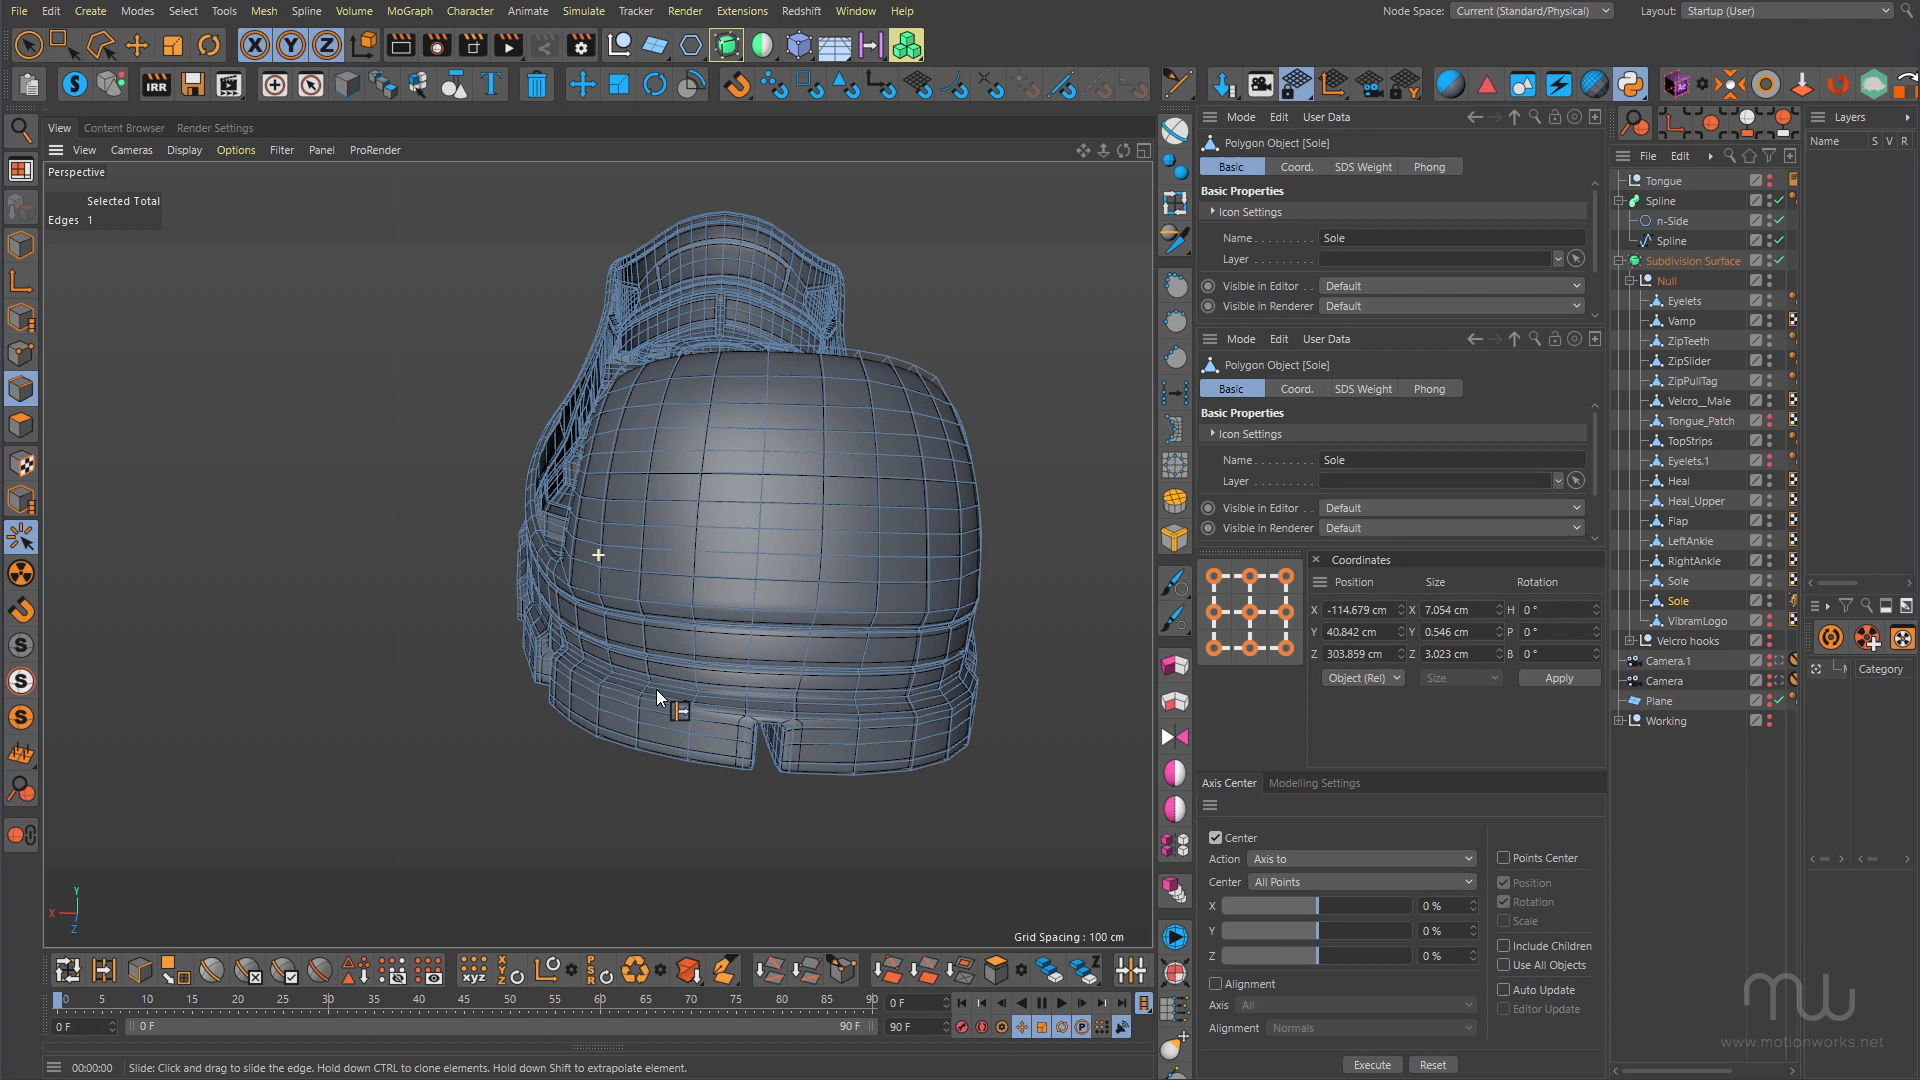 File Edit Create Modes Select Tools Mesh Spline Volume MoGraph Character Animate Simulate Tracker Render Extensions Redshift Window Help
Node Space: Current (Standard/Physical) Layout: Startup (User)
IRR
View Content Browser Render Settings
View Cameras Display Options Filter Panel ProRender
Perspective
Selected Total
Edges 1
Grid Spacing : 100 cm
Mode Edit User Data
Polygon Object [Sole]
Basic Coord. SDS Weight Phong
Basic Properties
Icon Settings
Name Sole
Layer
Visible in Editor Default
Visible in Renderer Default
Mode Edit User Data
Polygon Object [Sole]
Basic Coord. SDS Weight Phong
Basic Properties
Icon Settings
Name Sole
Layer
Visible in Editor Default
Visible in Renderer Default
Coordinates
Position Size Rotation
X -114.679 cm X 7.054 cm H 0 °
Y 40.842 cm Y 0.546 cm P 0 °
Z 303.859 cm Z 3.023 cm B 0 °
Object (Rel) Size Apply
Axis Center Modelling Settings
Center
Action Axis to
Center All Points
X 0 %
Y 0 %
Z 0 %
Points Center
Position
Rotation
Scale
Include Children
Use All Objects
Auto Update
Editor Update
Alignment
Axis All
Alignment Normals
Execute Reset
File Edit
Tongue
Spline
n-Side
Spline
Subdivision Surface
Null
Eyelets
Vamp
ZipTeeth
ZipSlider
ZipPullTag
Velcro__Male
Tongue_Patch
TopStrips
Eyelets.1
Heal
Heal_Upper
Flap
LeftAnkle
RightAnkle
Sole
Sole
VibramLogo
Velcro hooks
Camera.1
Camera
Plane
Working
Layers
Name S V R
Category
0 5 10 15 20 25 30 35 40 45 50 55 60 65 70 75 80 85 90 0 F
0 F 0 F 90 F 90 F
00:00:00 Slide: Click and drag to slide the edge. Hold down CTRL to clone elements. Hold down Shift to extrapolate element.
www.motionworks.net